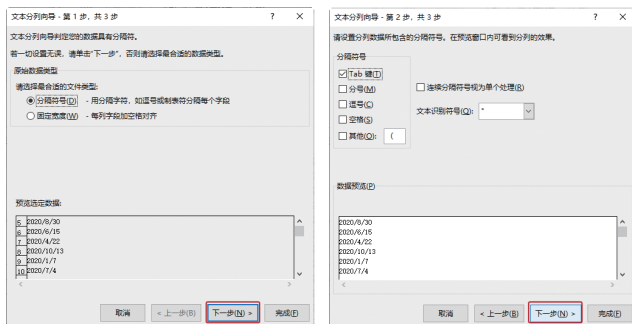 文本分列向导 - 第 1 步，共 3 步 ? ×
文本分列向导判定您的数据具有分隔符。
若一切设置无误，请单击“下一步”，否则请选择最合适的数据类型。
原始数据类型
请选择最合适的文件类型:
分隔符号(D) - 用分隔字符，如逗号或制表符分隔每个字段
固定宽度(W) - 每列字段加空格对齐
预览选定数据:
5 2020/8/30
6 2020/6/15
7 2020/4/22
8 2020/10/13
9 2020/1/7
10 2020/7/4
取消 < 上一步(B) 下一步(N) > 完成(F)
文本分列向导 - 第 2 步，共 3 步 ? ×
请设置分列数据所包含的分隔符号。在预览窗口内可看到分列的效果。
分隔符号
Tab 键(T)
分号(M)
逗号(C)
空格(S)
其他(O): (
连续分隔符号视为单个处理(R)
文本识别符号(Q): "
数据预览(P)
2020/8/30
2020/6/15
2020/4/22
2020/10/13
2020/1/7
2020/7/4
取消 < 上一步(B) 下一步(N) > 完成(F)